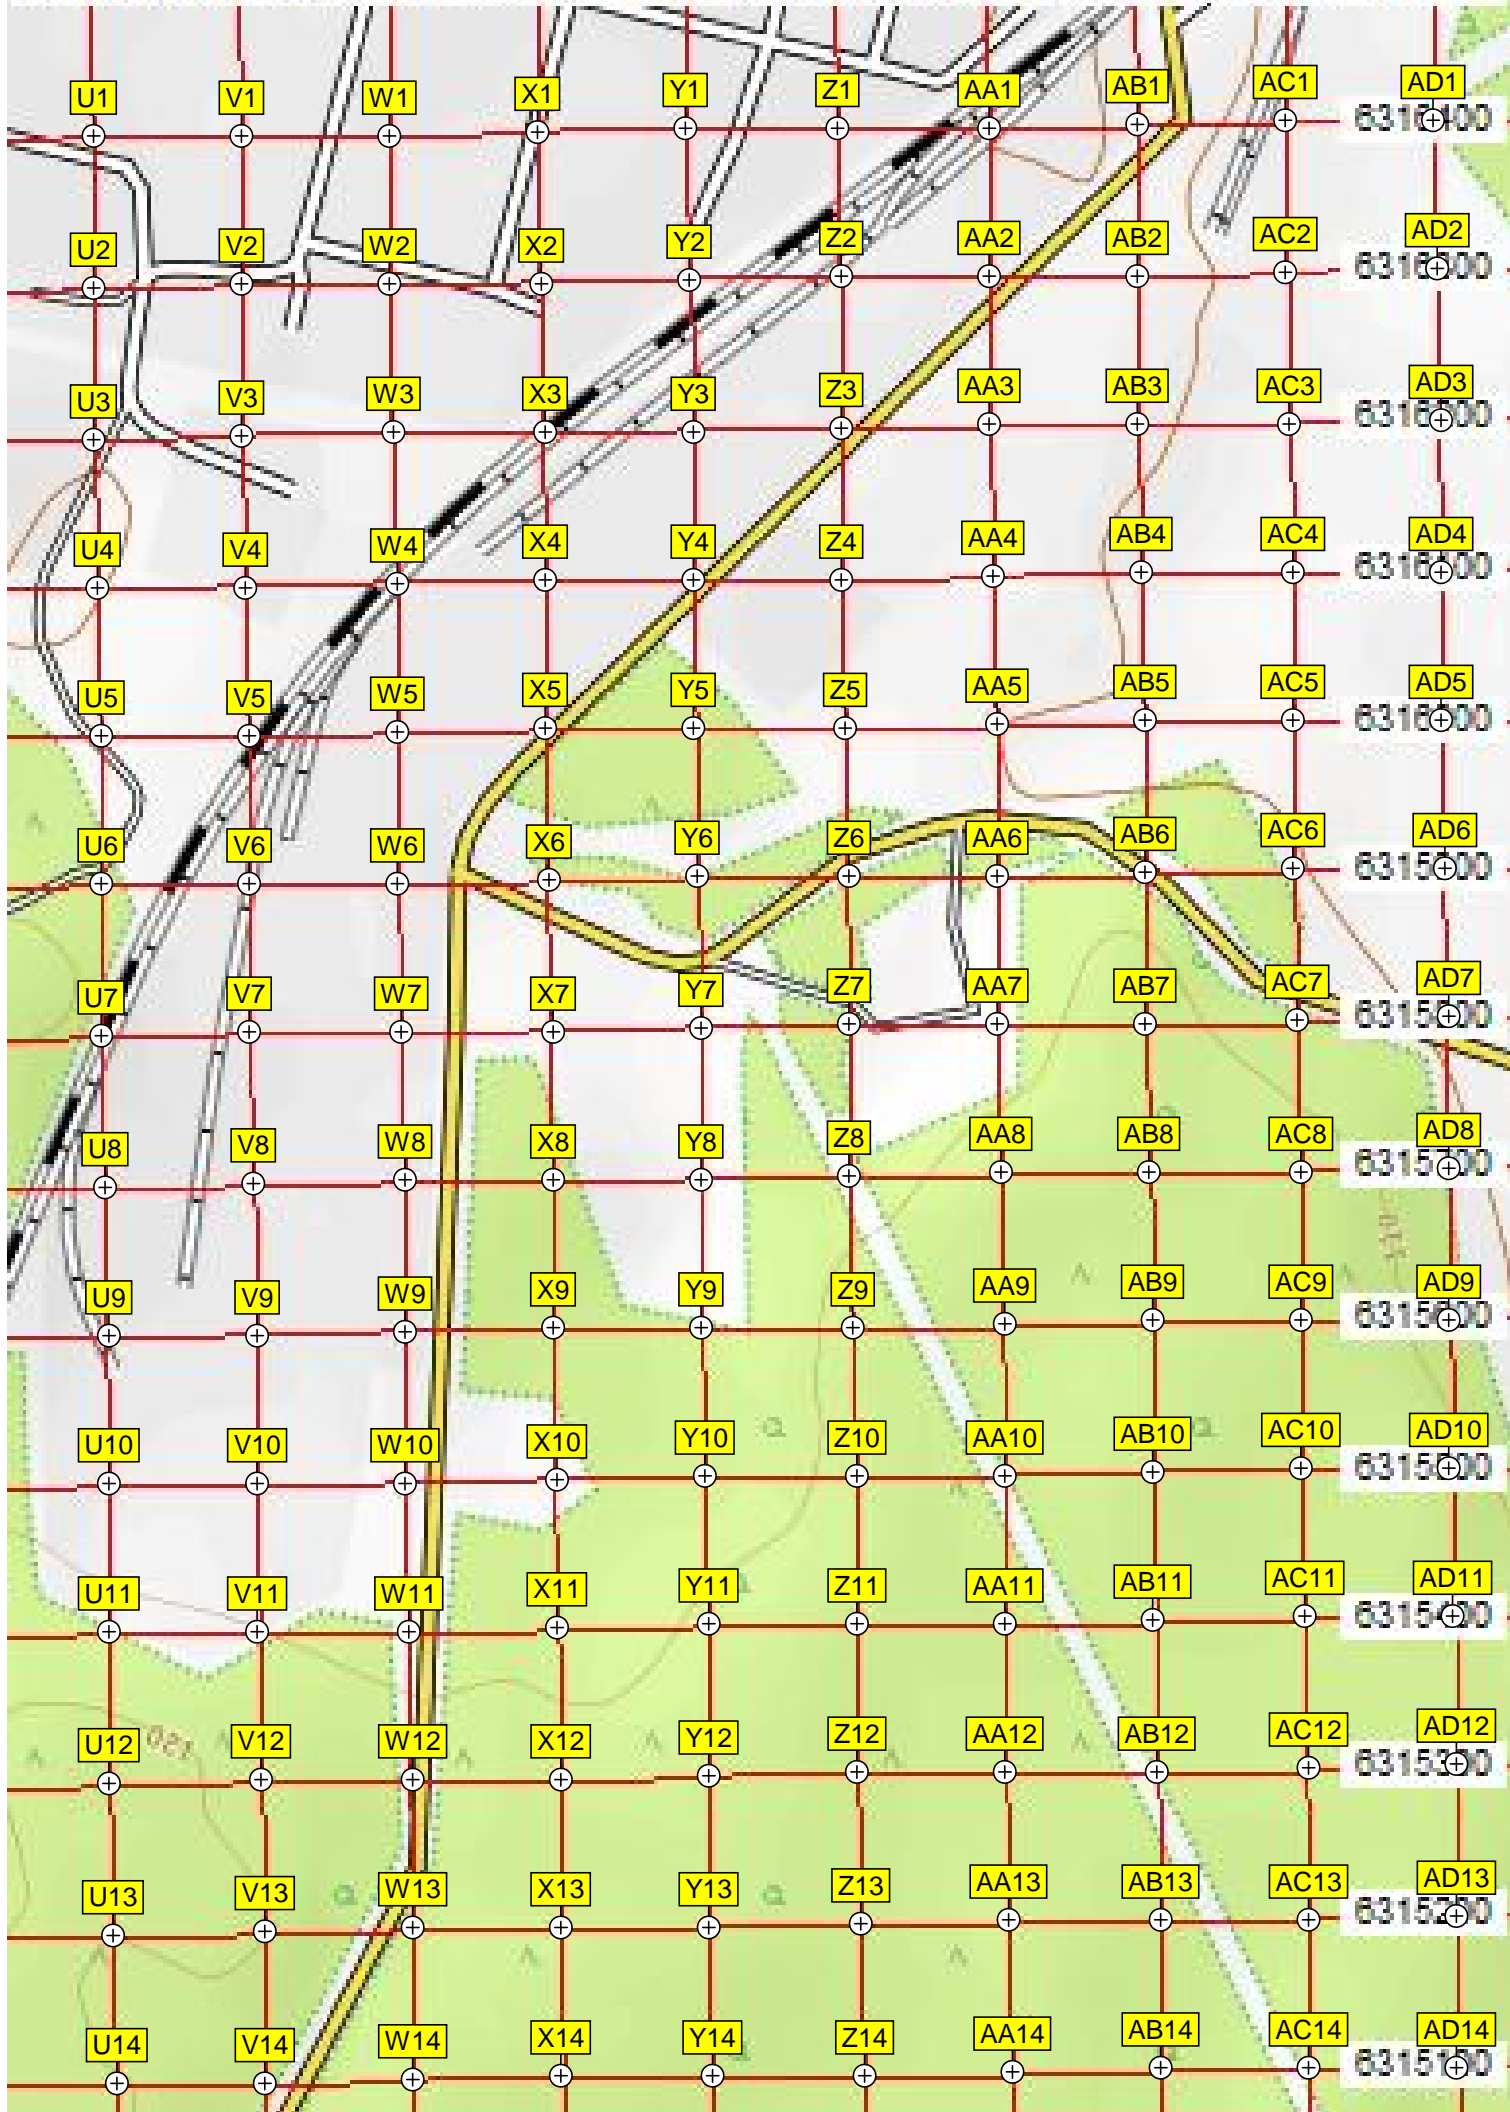 U1 V1 W1 X1 Y1 Z1 AA1 AB1 AC1 AD1
U2 V2 W2 X2 Y2 Z2 AA2 AB2 AC2 AD2
U3 V3 W3 X3 Y3 Z3 AA3 AB3 AC3 AD3
U4 V4 W4 X4 Y4 Z4 AA4 AB4 AC4 AD4
U5 V5 W5 X5 Y5 Z5 AA5 AB5 AC5 AD5
U6 V6 W6 X6 Y6 Z6 AA6 AB6 AC6 AD6
U7 V7 W7 X7 Y7 Z7 AA7 AB7 AC7 AD7
U8 V8 W8 X8 Y8 Z8 AA8 AB8 AC8 AD8
U9 V9 W9 X9 Y9 Z9 AA9 AB9 AC9 AD9
U10 V10 W10 X10 Y10 Z10 AA10 AB10 AC10 AD10
U11 V11 W11 X11 Y11 Z11 AA11 AB11 AC11 AD11
U12 150 V12 W12 X12 Y12 Z12 AA12 AB12 AC12 AD12
6315300
U13 V13 W13 X13 Y13 Z13 AA13 AB13 AC13 AD13
6315200
U14 V14 W14 X14 Y14 Z14 AA14 AB14 AC14 AD14
6315100